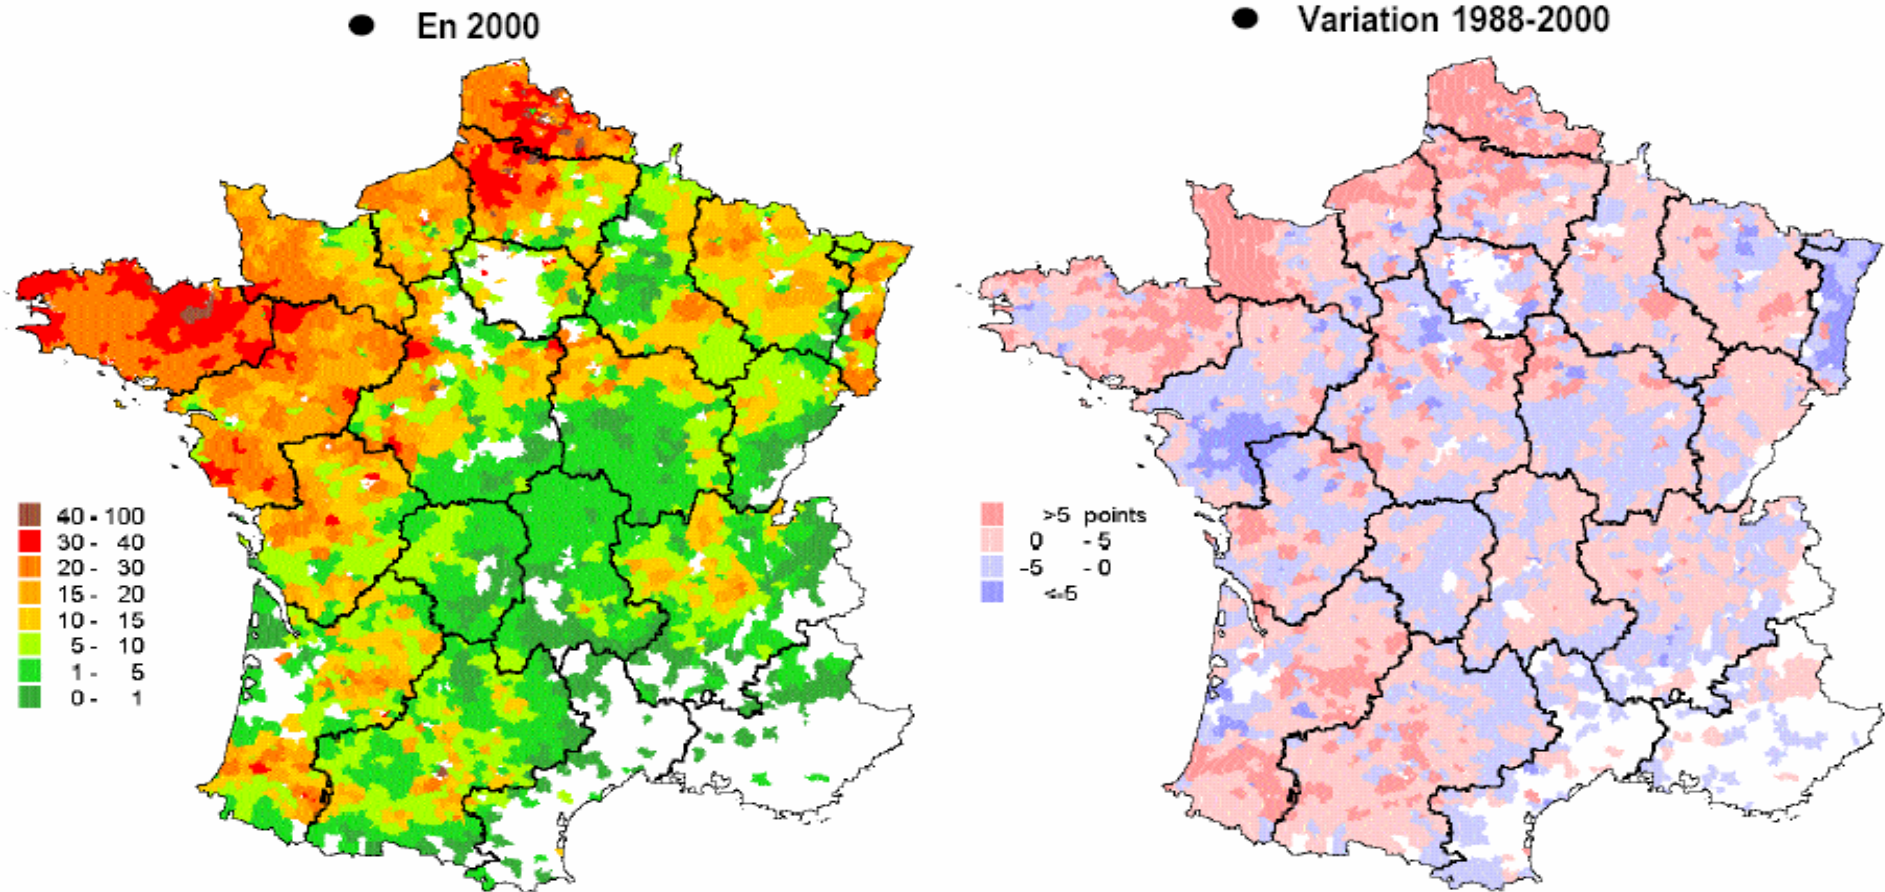 ● En 2000
● Variation 1988-2000
40 - 100
30 - 40
20 - 30
15 - 20
10 - 15
5 - 10
1 - 5
0 - 1
>5 points
0 - 5
-5 - 0
<-5